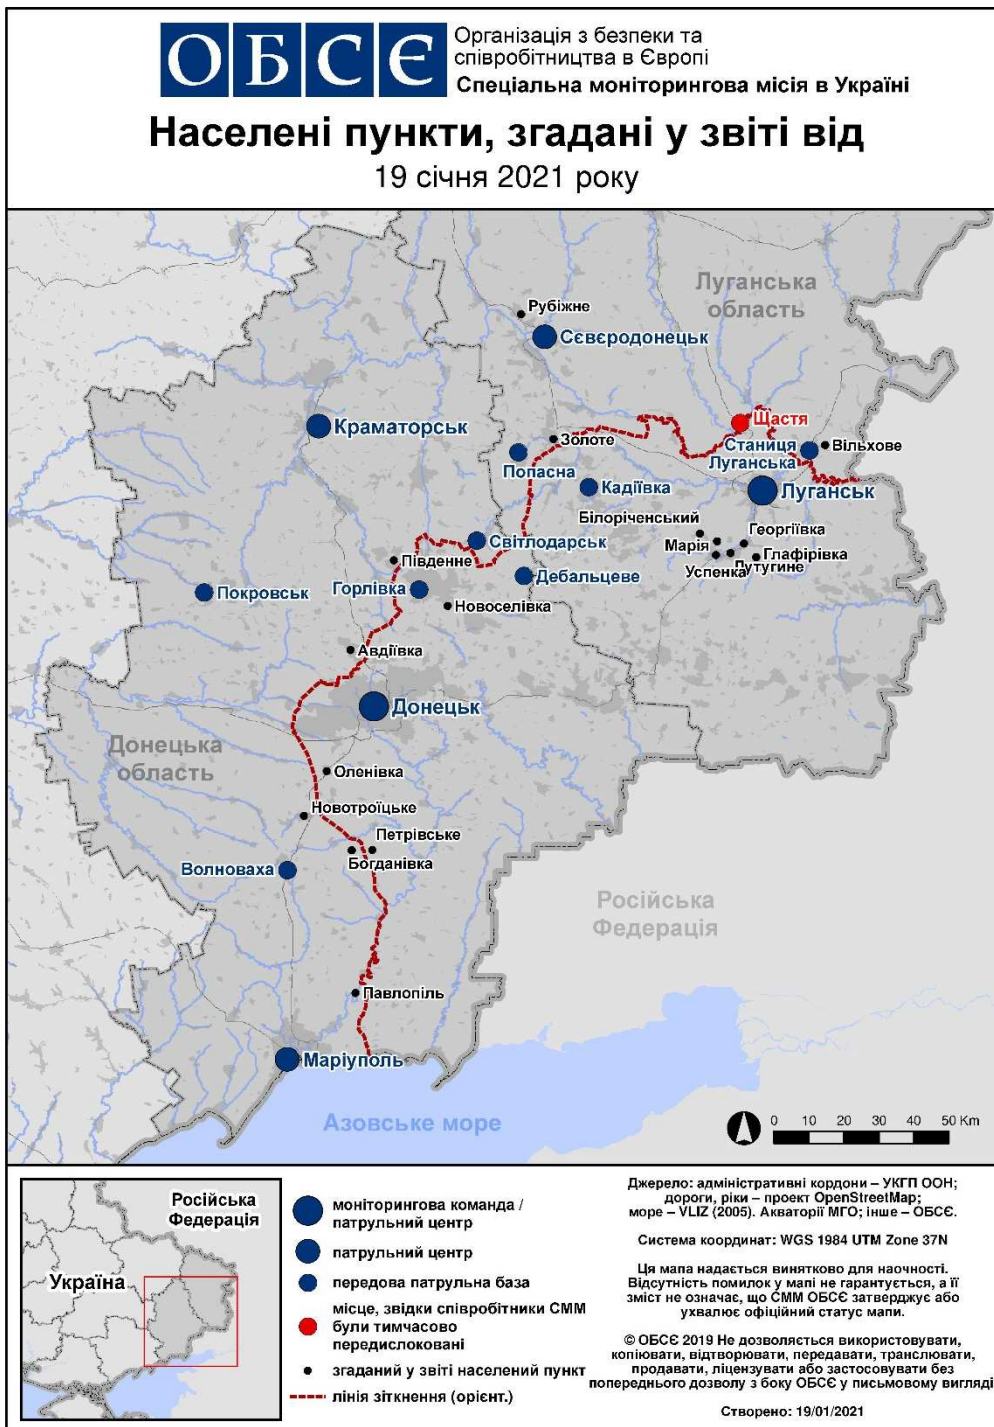 ОБСЄ
Організація з безпеки та
співробітництва в Європі
Спеціальна моніторингова місія в Україні
Населені пункти, згадані у звіті від
19 січня 2021 року
Луганська
область
Рубіжне
Сєвєродонецьк
Щастя
Краматорськ
Золоте
Станиця
Луганська
Вільхове
Попасна
Кадіївка
Луганськ
Білоріченський
Георгіївка
Світлодарськ
Марія
Глафірівка
Південне
Успенка
Лутугине
Дебальцеве
Покровськ
Горлівка
Новоселівка
Авдіївка
Донецьк
Донецька
область
Оленівка
Новотроїцьке
Петрівське
Богданівка
Волноваха
Російська
Федерація
Павлопіль
Маріуполь
Азовське море
0 10 20 30 40 50 Km
Російська
Федерація
Україна
моніторингова команда /
патрульний центр
патрульний центр
передова патрульна база
місце, звідки співробітники СММ
були тимчасово
передислоковані
згаданий у звіті населений пункт
лінія зіткнення (орієнт.)
Джерело: адміністративні кордони – УКГП ООН;
дороги, ріки – проект OpenStreetMap;
море – VLIZ (2005). Акваторії МГО; інше – ОБСЄ.
Система координат: WGS 1984 UTM Zone 37N
Ця мапа надається винятково для наочності.
Відсутність помилок у мапі не гарантується, а її
зміст не означає, що СММ ОБСЄ затверджує або
ухвалює офіційний статус мапи.
© ОБСЄ 2019 Не дозволяється використовувати,
копіювати, відтворювати, передавати, транслювати,
продавати, ліцензувати або застосовувати без
попереднього дозволу з боку ОБСЄ у письмовому вигляді
Створено: 19/01/2021